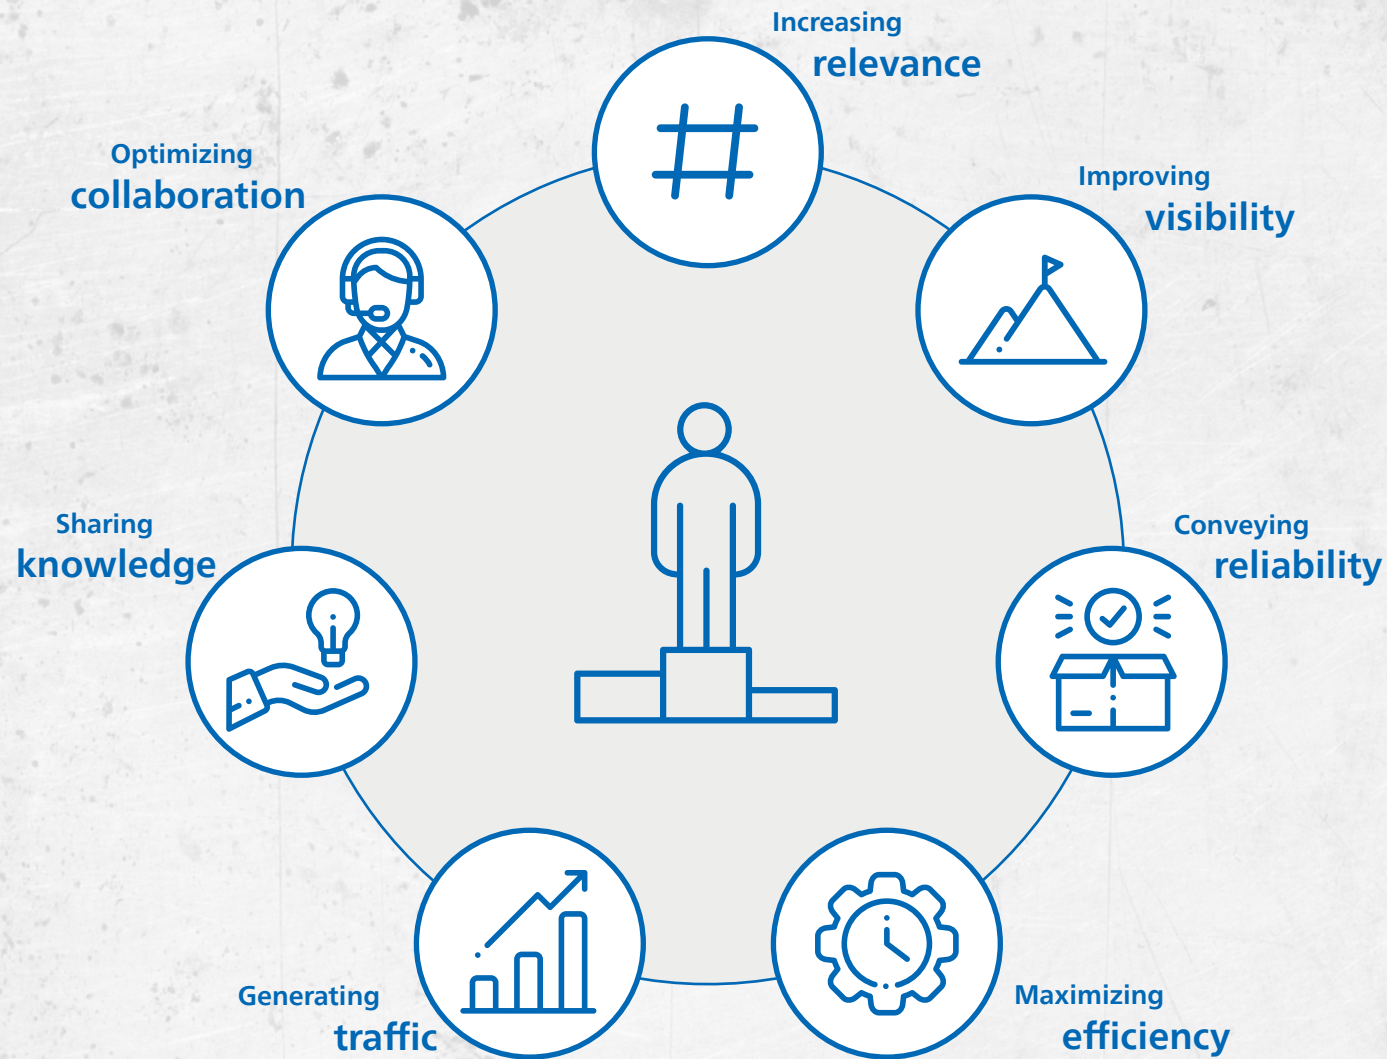 Increasing
relevance
Optimizing
collaboration
Improving
visibility
Sharing
knowledge
Conveying
reliability
Generating
traffic
Maximizing
efficiency